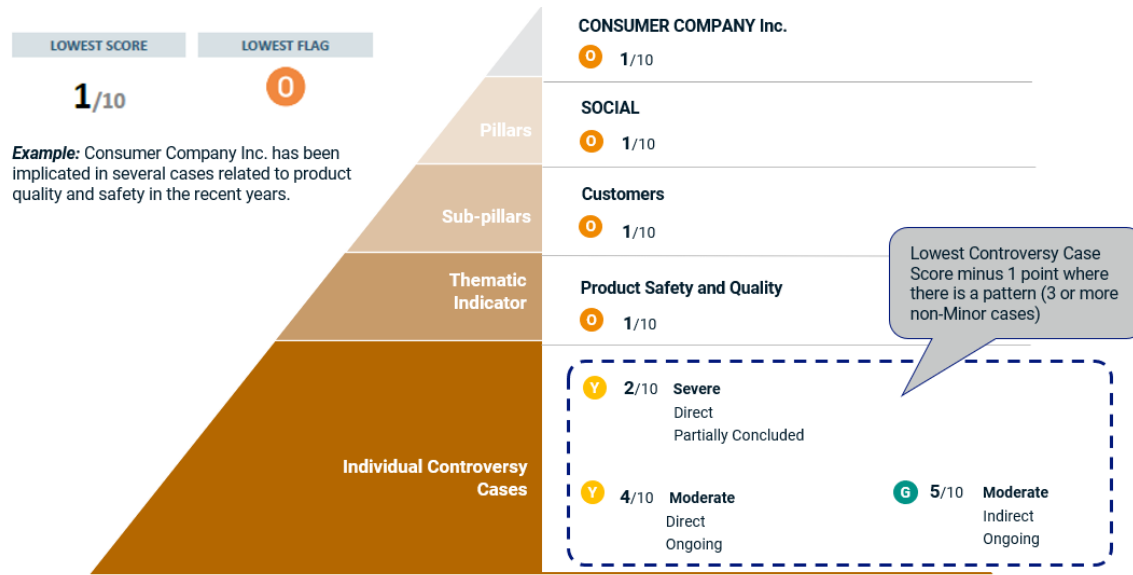 LOWEST SCORE
LOWEST FLAG
1/10
O
Example: Consumer Company Inc. has been
implicated in several cases related to product
quality and safety in the recent years.
CONSUMER COMPANY Inc.
O 1/10
Pillars
SOCIAL
O 1/10
Sub-pillars
Customers
O 1/10
Thematic
Indicator
Product Safety and Quality
O 1/10
Lowest Controversy Case
Score minus 1 point where
there is a pattern (3 or more
non-Minor cases)
Individual Controversy
Cases
Y 2/10 Severe
Direct
Partially Concluded
Y 4/10 Moderate
Direct
Ongoing
G 5/10 Moderate
Indirect
Ongoing